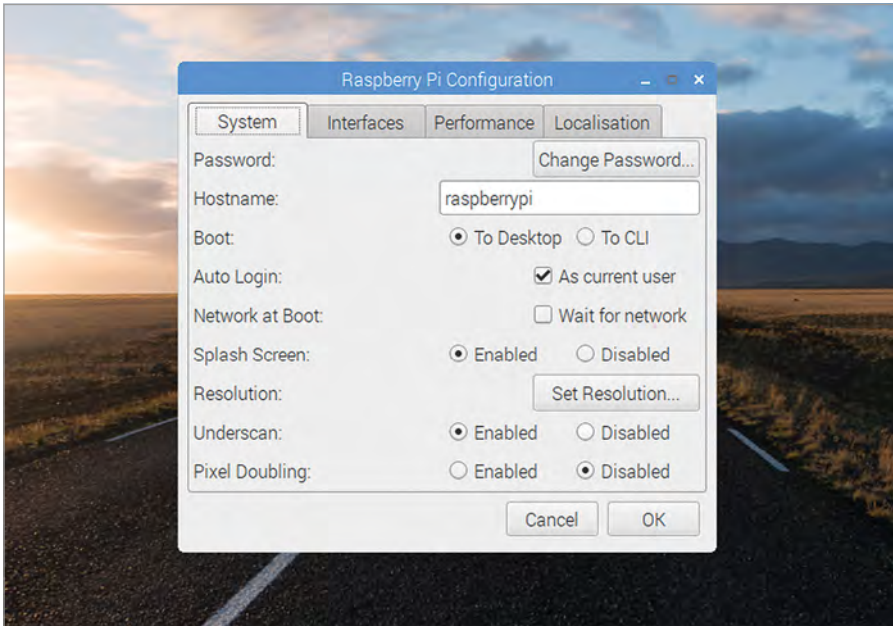 Raspberry Pi Configuration
System Interfaces Performance Localisation
Password: Change Password...
Hostname: raspberrypi
Boot: To Desktop To CLI
Auto Login: As current user
Network at Boot: Wait for network
Splash Screen: Enabled Disabled
Resolution: Set Resolution...
Underscan: Enabled Disabled
Pixel Doubling: Enabled Disabled
Cancel OK